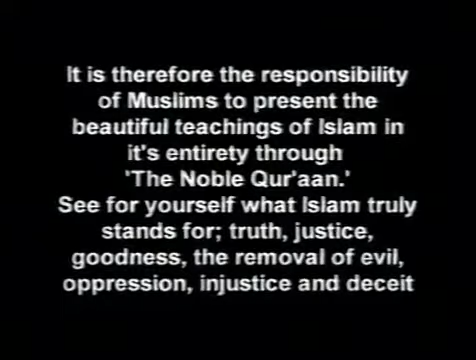 It is therefore the responsibility
of Muslims to present the
beautiful teachings of Islam in
it's entirety through
'The Noble Qur'aan.'
See for yourself what Islam truly
stands for; truth, justice,
goodness, the removal of evil,
oppression, injustice and deceit